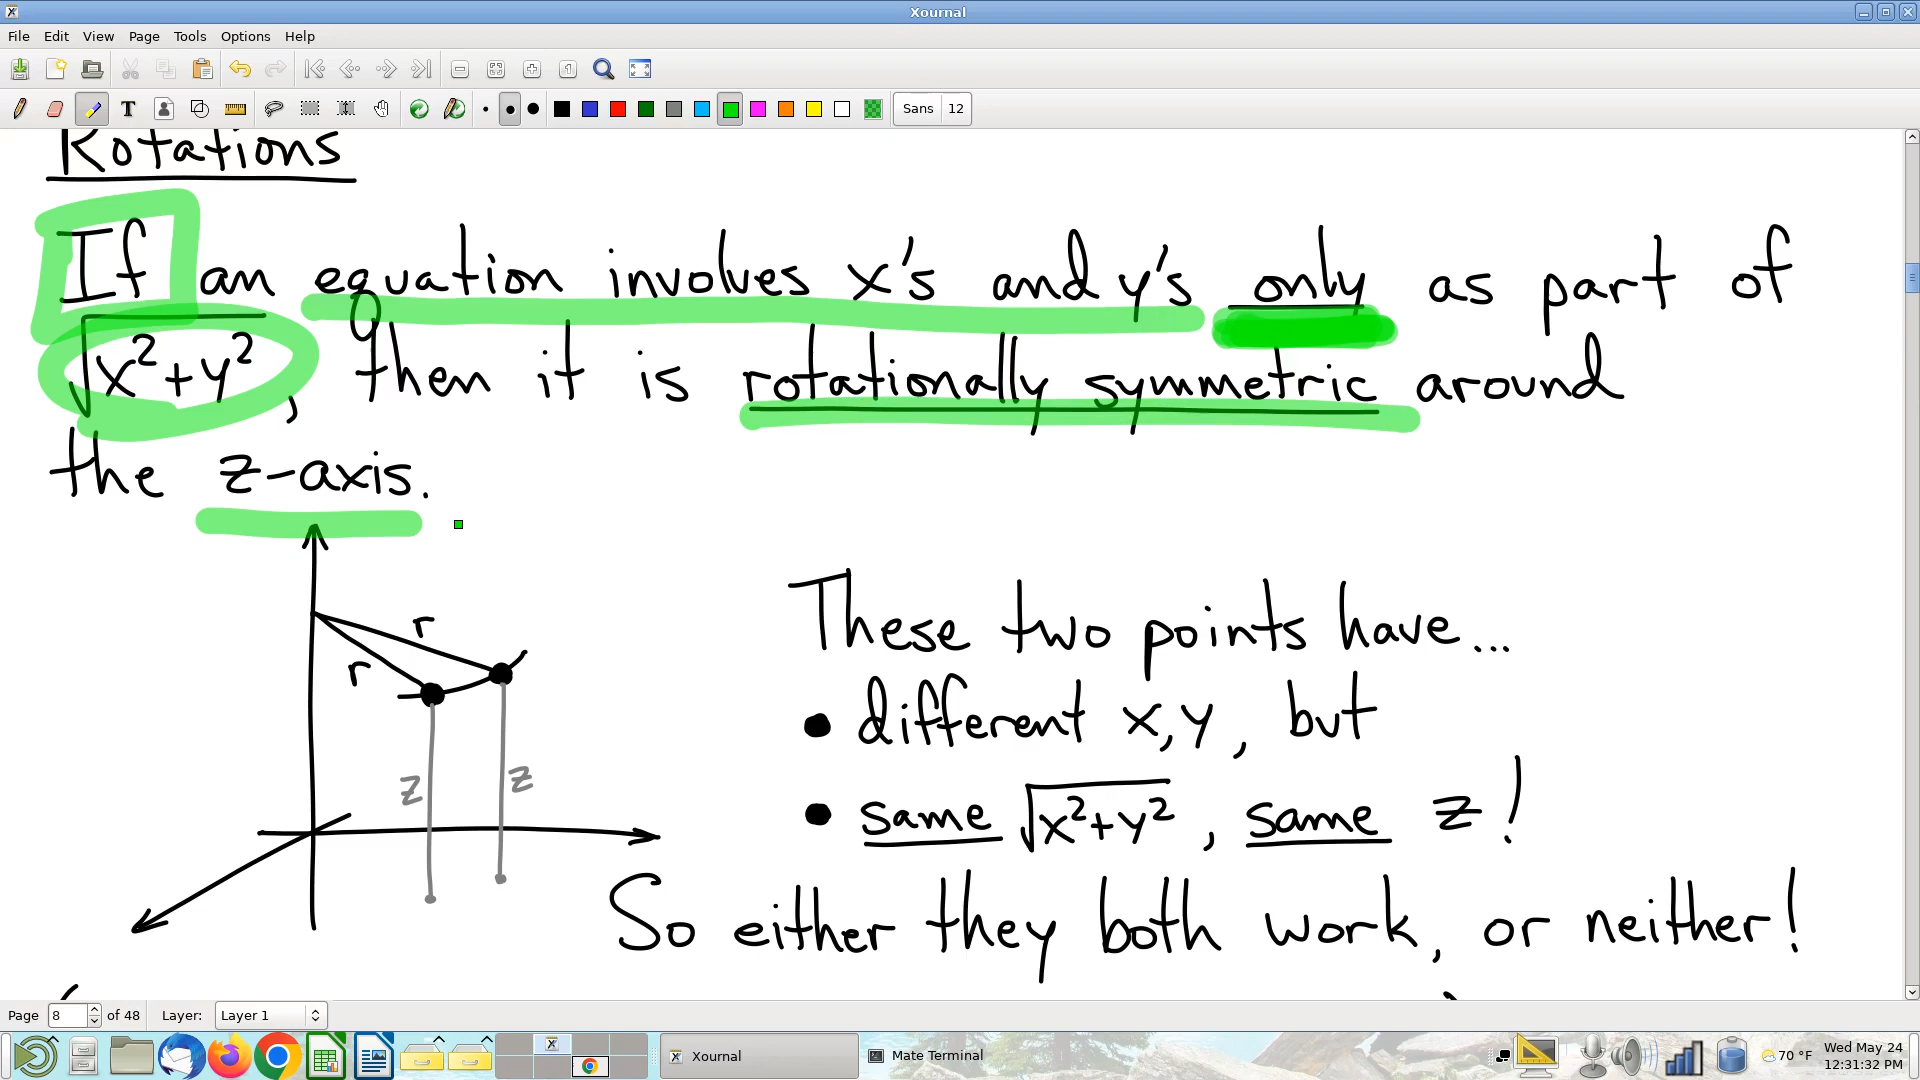 Xournal
File Edit View Page Tools Options Help
Sans 12
Rotations
If an equation involves x's and y's only as part of
√x²+y², then it is rotationally symmetric around
the z-axis.
r
r
z z
These two points have...
• different x,y, but
• same √x²+y², same z!
So either they both work, or neither!
Page 8 of 48 Layer: Layer 1
Xournal
Mate Terminal
70 °F
Wed May 24
12:31:32 PM